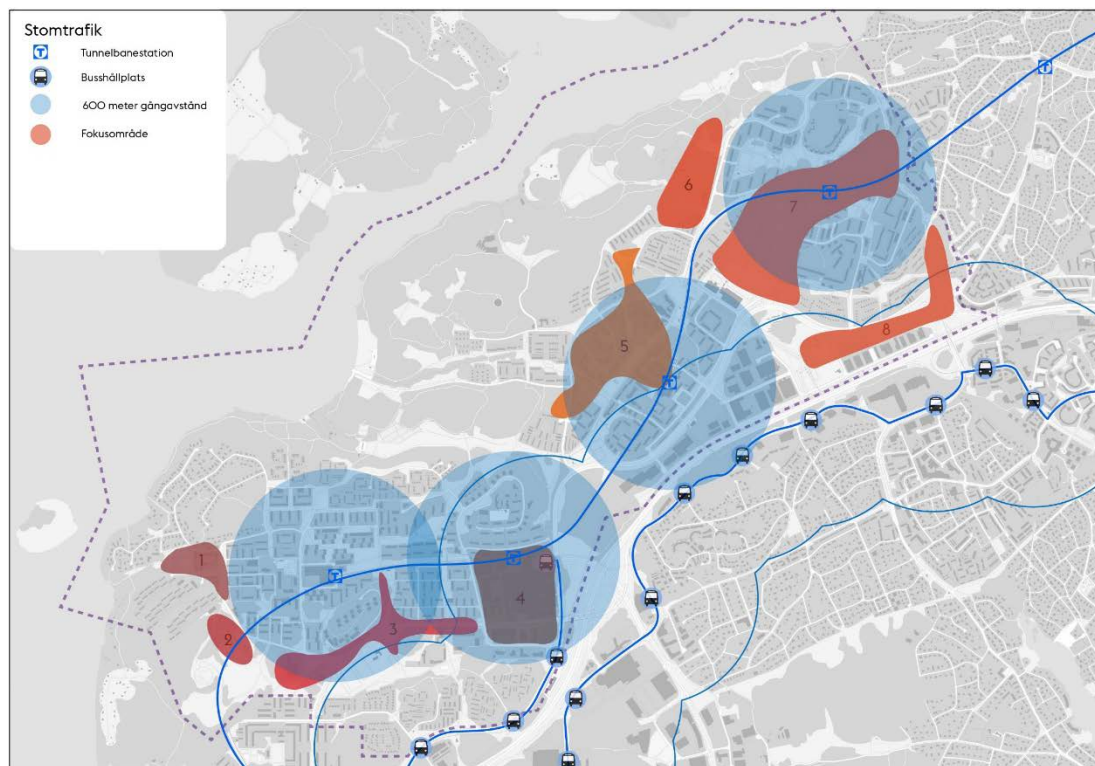 Stomtrafik
Tunnelbanestation
Busshållplats
600 meter gångavstånd
Fokusområde
6
7
5
8
1
4
2
3